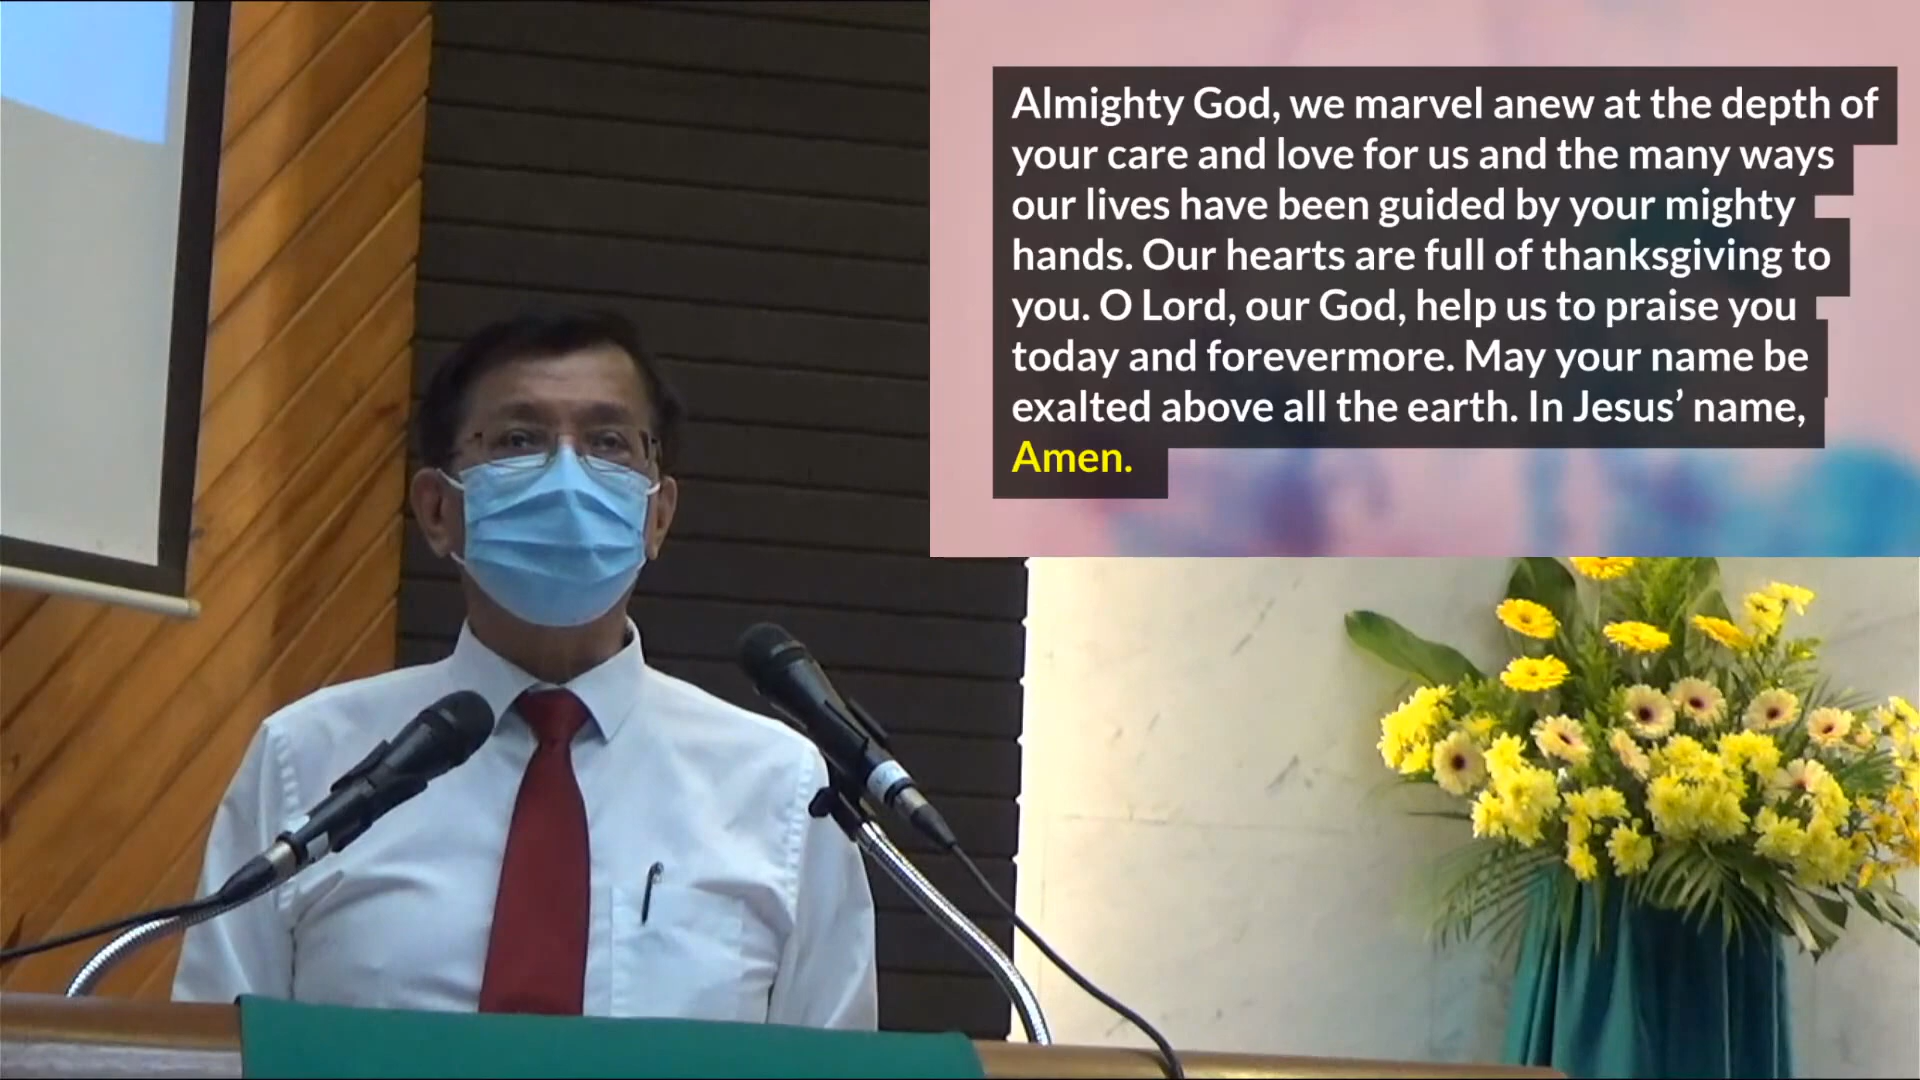 Almighty God, we marvel anew at the depth of
your care and love for us and the many ways
our lives have been guided by your mighty
hands. Our hearts are full of thanksgiving to
you. O Lord, our God, help us to praise you
today and forevermore. May your name be
exalted above all the earth. In Jesus’ name,
Amen.